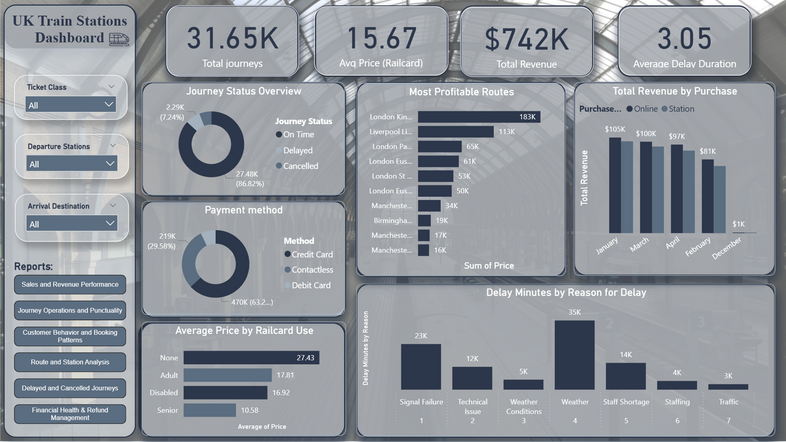 UK Train Stations
Dashboard
Ticket Class
All
Departure Stations
All
Arrival Destination
All
Reports:
Sales and Revenue Performance
Journey Operations and Punctuality
Customer Behavior and Booking
Patterns
Route and Station Analysis
Delayed and Cancelled Journeys
Financial Health & Refund
Management
31.65K
Total journeys
15.67
Avg Price (Railcard)
$742K
Total Revenue
3.05
Average Delay Duration
Journey Status Overview
2.29K
(7.24%)
27.48K
(86.82%)
Journey Status
On Time
Delayed
Cancelled
Payment method
219K
(29.58%)
470K (63.2...)
Method
Credit Card
Contactless
Debit Card
Average Price by Railcard Use
None 27.43
Adult 17.81
Disabled 16.92
Senior 10.58
Average of Price
Most Profitable Routes
London Kin... 183K
Liverpool Li... 113K
London Pa... 65K
London Eus... 61K
London St ... 53K
London Eus... 50K
Mancheste... 34K
Birmingha... 19K
Mancheste... 17K
Mancheste... 16K
Sum of Price
Total Revenue by Purchase
Purchase... Online Station
Total Revenue
$105K
$100K
$97K
$81K
$1K
January
March
April
February
December
Delay Minutes by Reason for Delay
Delay Minutes by Reason
23K
12K
5K
35K
14K
4K
3K
Signal Failure
Technical
Issue
Weather
Conditions
Weather
Staff Shortage
Staffing
Traffic
1 2 3 4 5 6 7